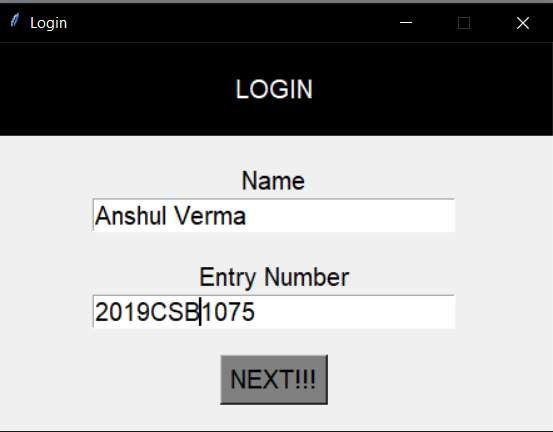 Login
LOGIN
Name
Anshul Verma
Entry Number
2019CSB1075
NEXT!!!